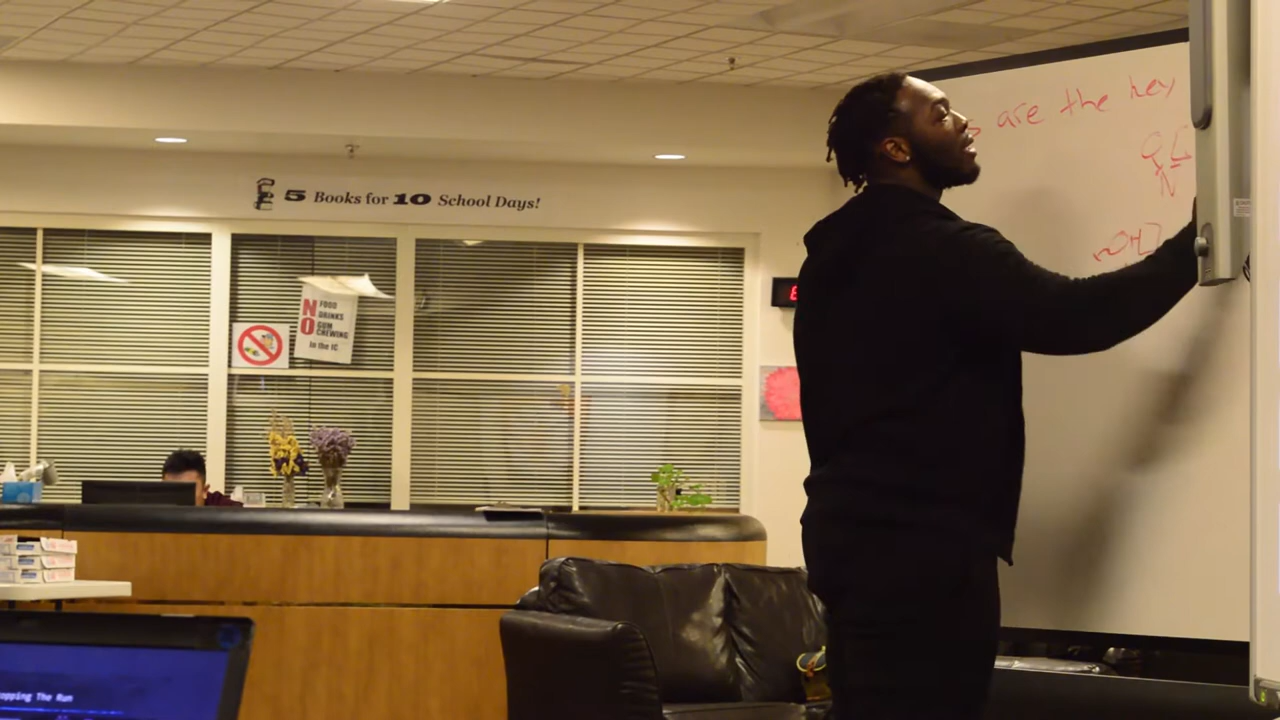 are the key
5 Books for 10 School Days!
NO FOOD
DRINKS
GUM
CHEWING
In the IC
opping The Run